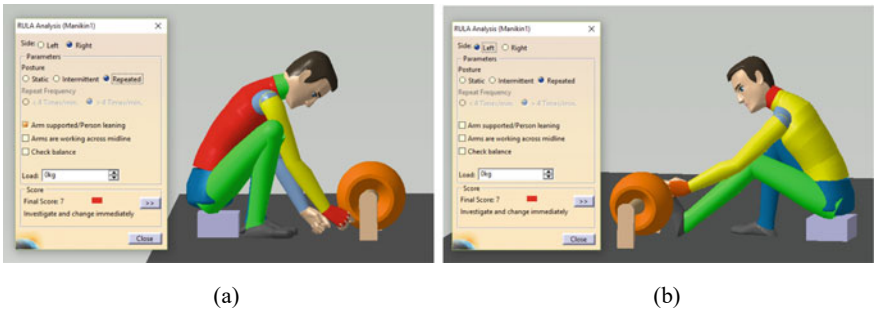 RULA Analysis (Manikin1)
Side: Left Right
Parameters
Posture
Static Intermittent Repeated
Repeat Frequency
Arm supported/Person leaning
Arms are working across midline
Check balance
Load: 0kg
Score
Final Score: 7 >>
Investigate and change immediately
Close
(a)
RULA Analysis (Manikin1)
Side: Left Right
Parameters
Posture
Static Intermittent Repeated
Repeat Frequency
Arm supported/Person leaning
Arms are working across midline
Check balance
Load: 0kg
Score
Final Score: 7 >>
Investigate and change immediately
Close
(b)